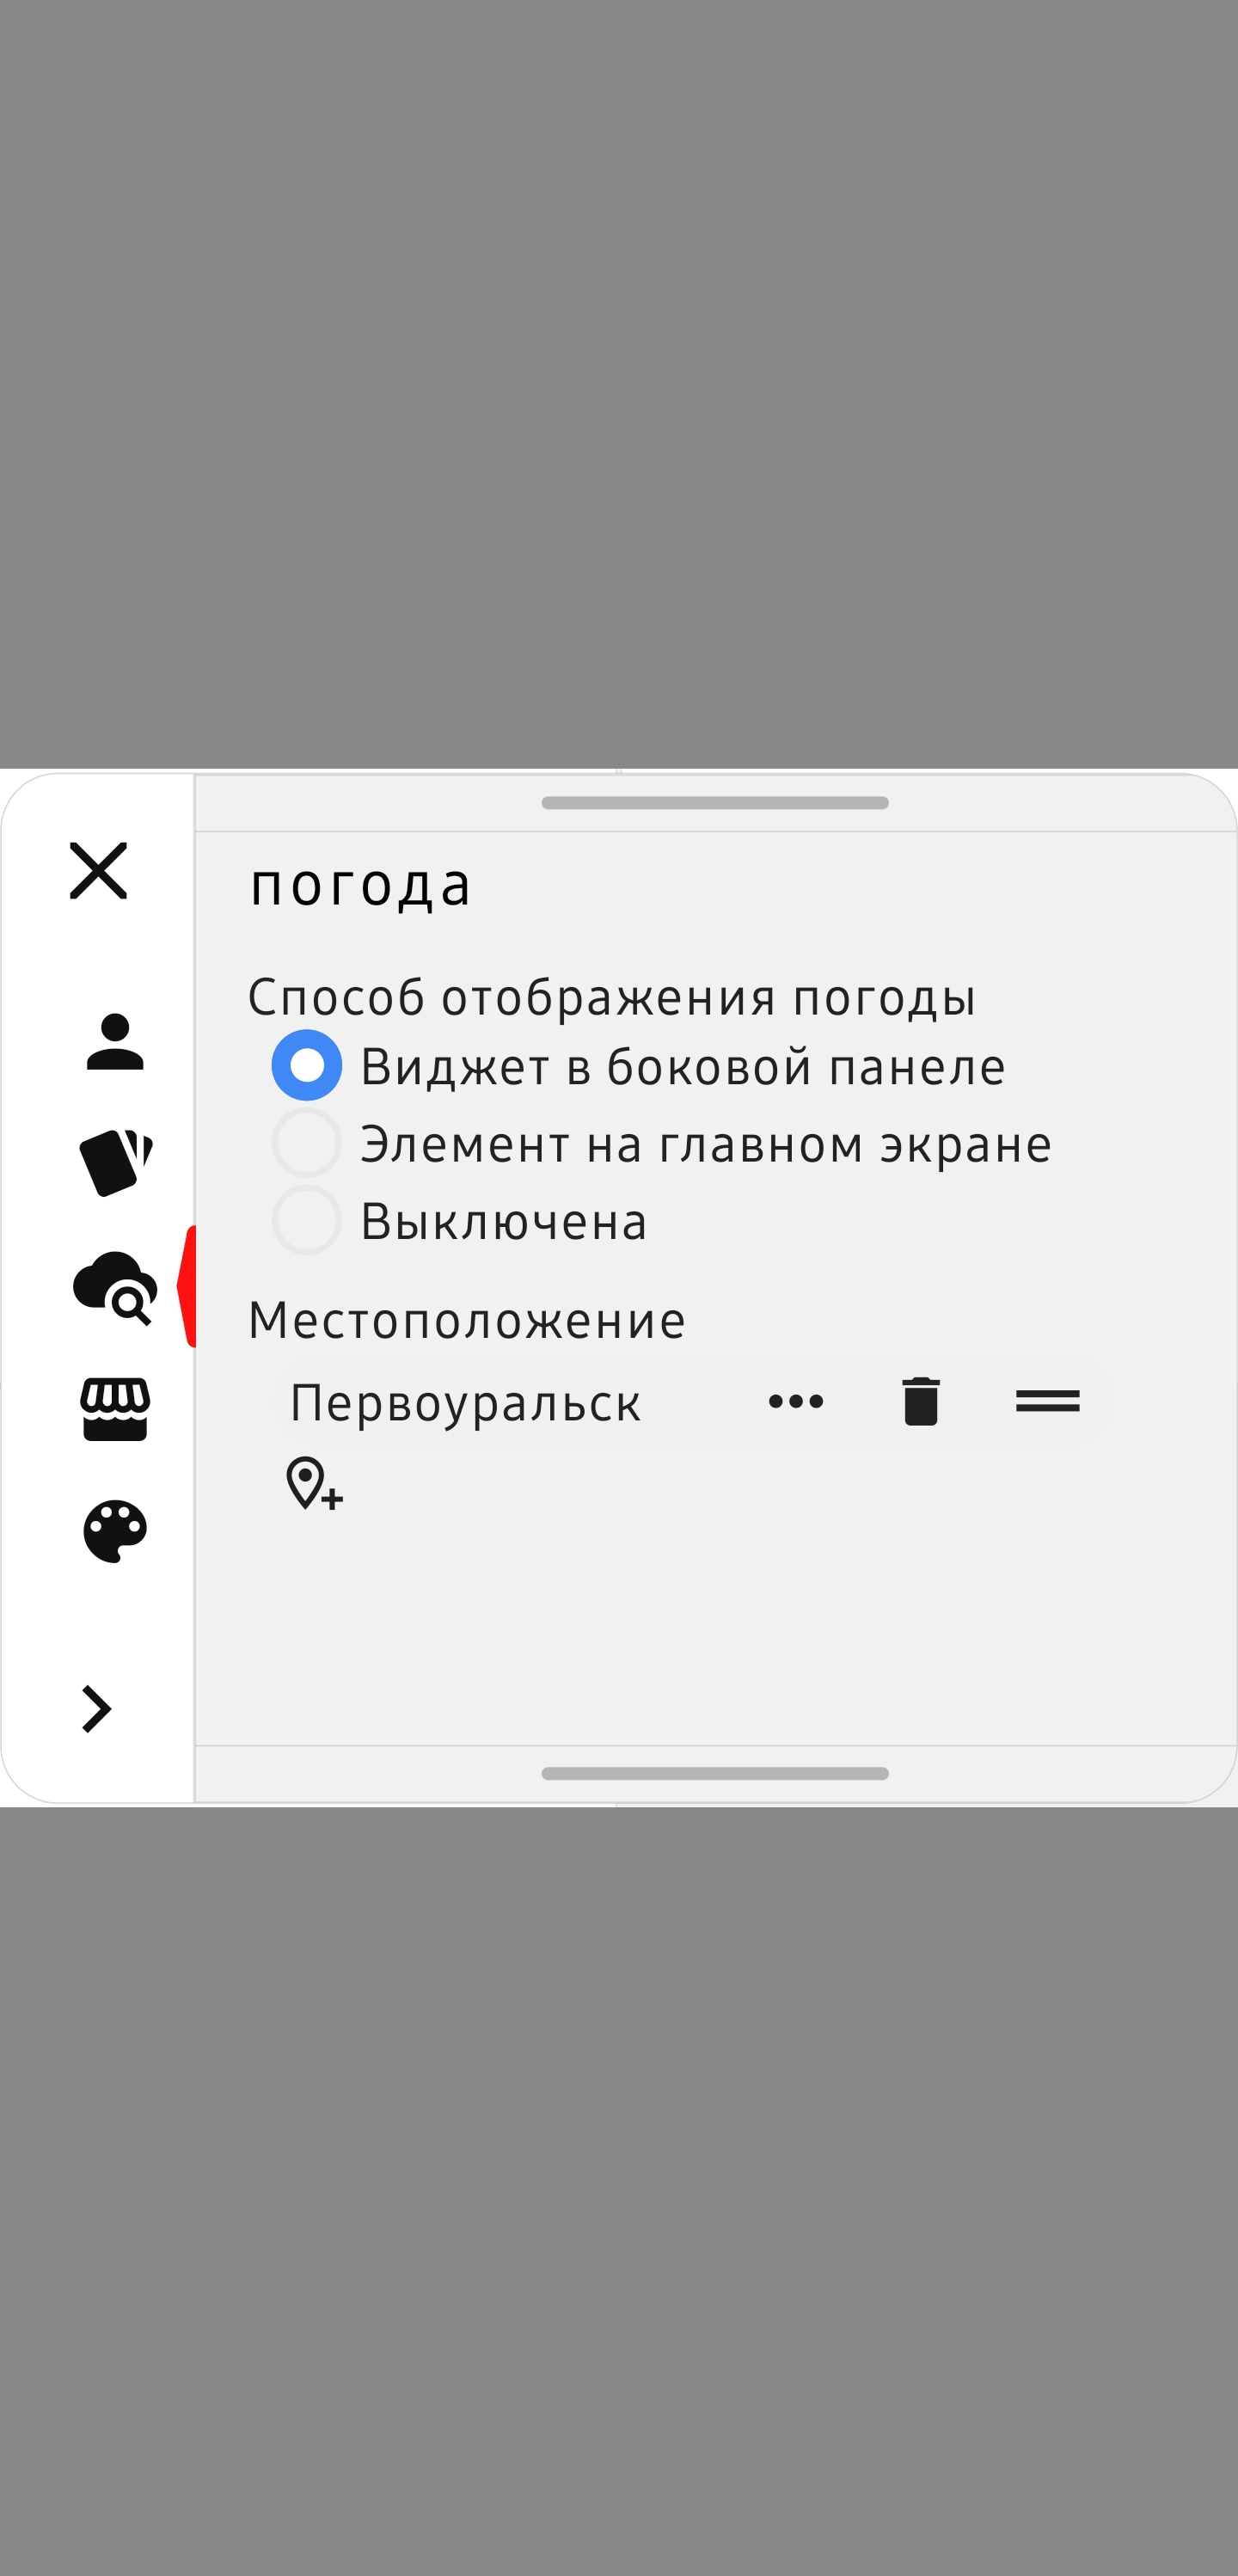 погода
Способ отображения погоды
Виджет в боковой панеле
Элемент на главном экране
Выключена
Местоположение
Первоуральск